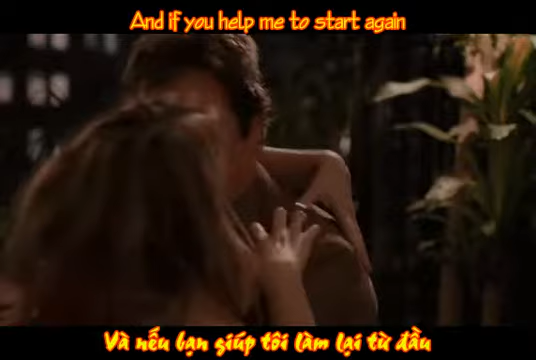 And if you help me to start again
Và nếu bạn giúp tôi làm lại từ đầu